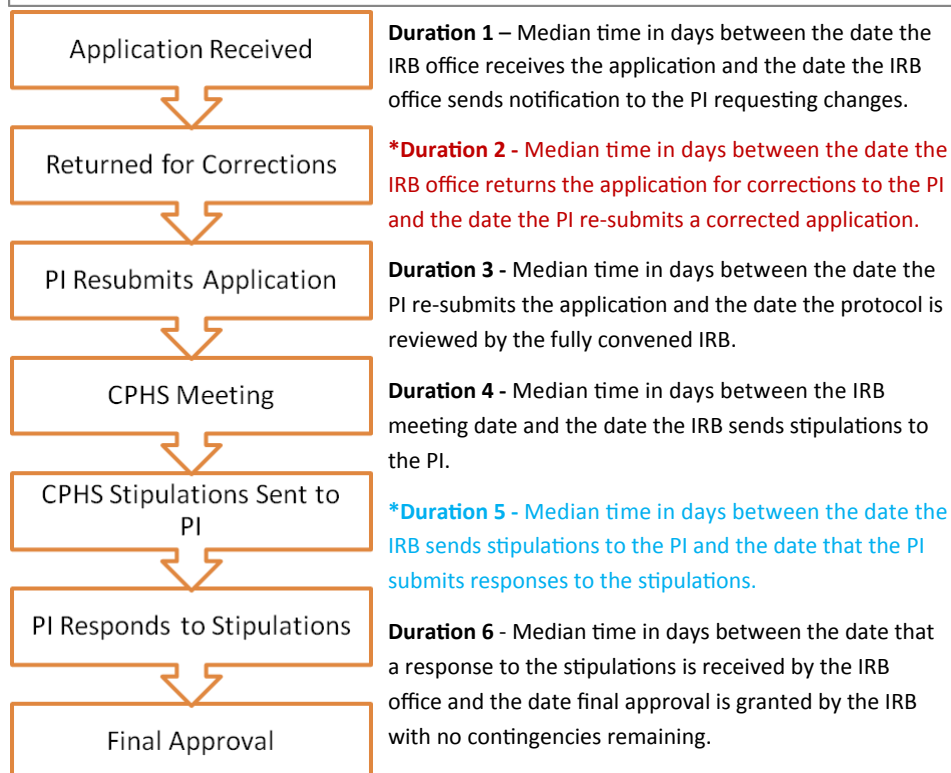 Application Received
Returned for Corrections
PI Resubmits Application
CPHS Meeting
CPHS Stipulations Sent to
PI
PI Responds to Stipulations
Final Approval
Duration 1 – Median time in days between the date the
IRB office receives the application and the date the IRB
office sends notification to the PI requesting changes.
*Duration 2 - Median time in days between the date the
IRB office returns the application for corrections to the PI
and the date the PI re-submits a corrected application.
Duration 3 - Median time in days between the date the
PI re-submits the application and the date the protocol is
reviewed by the fully convened IRB.
Duration 4 - Median time in days between the IRB
meeting date and the date the IRB sends stipulations to
the PI.
*Duration 5 - Median time in days between the date the
IRB sends stipulations to the PI and the date that the PI
submits responses to the stipulations.
Duration 6 - Median time in days between the date that
a response to the stipulations is received by the IRB
office and the date final approval is granted by the IRB
with no contingencies remaining.